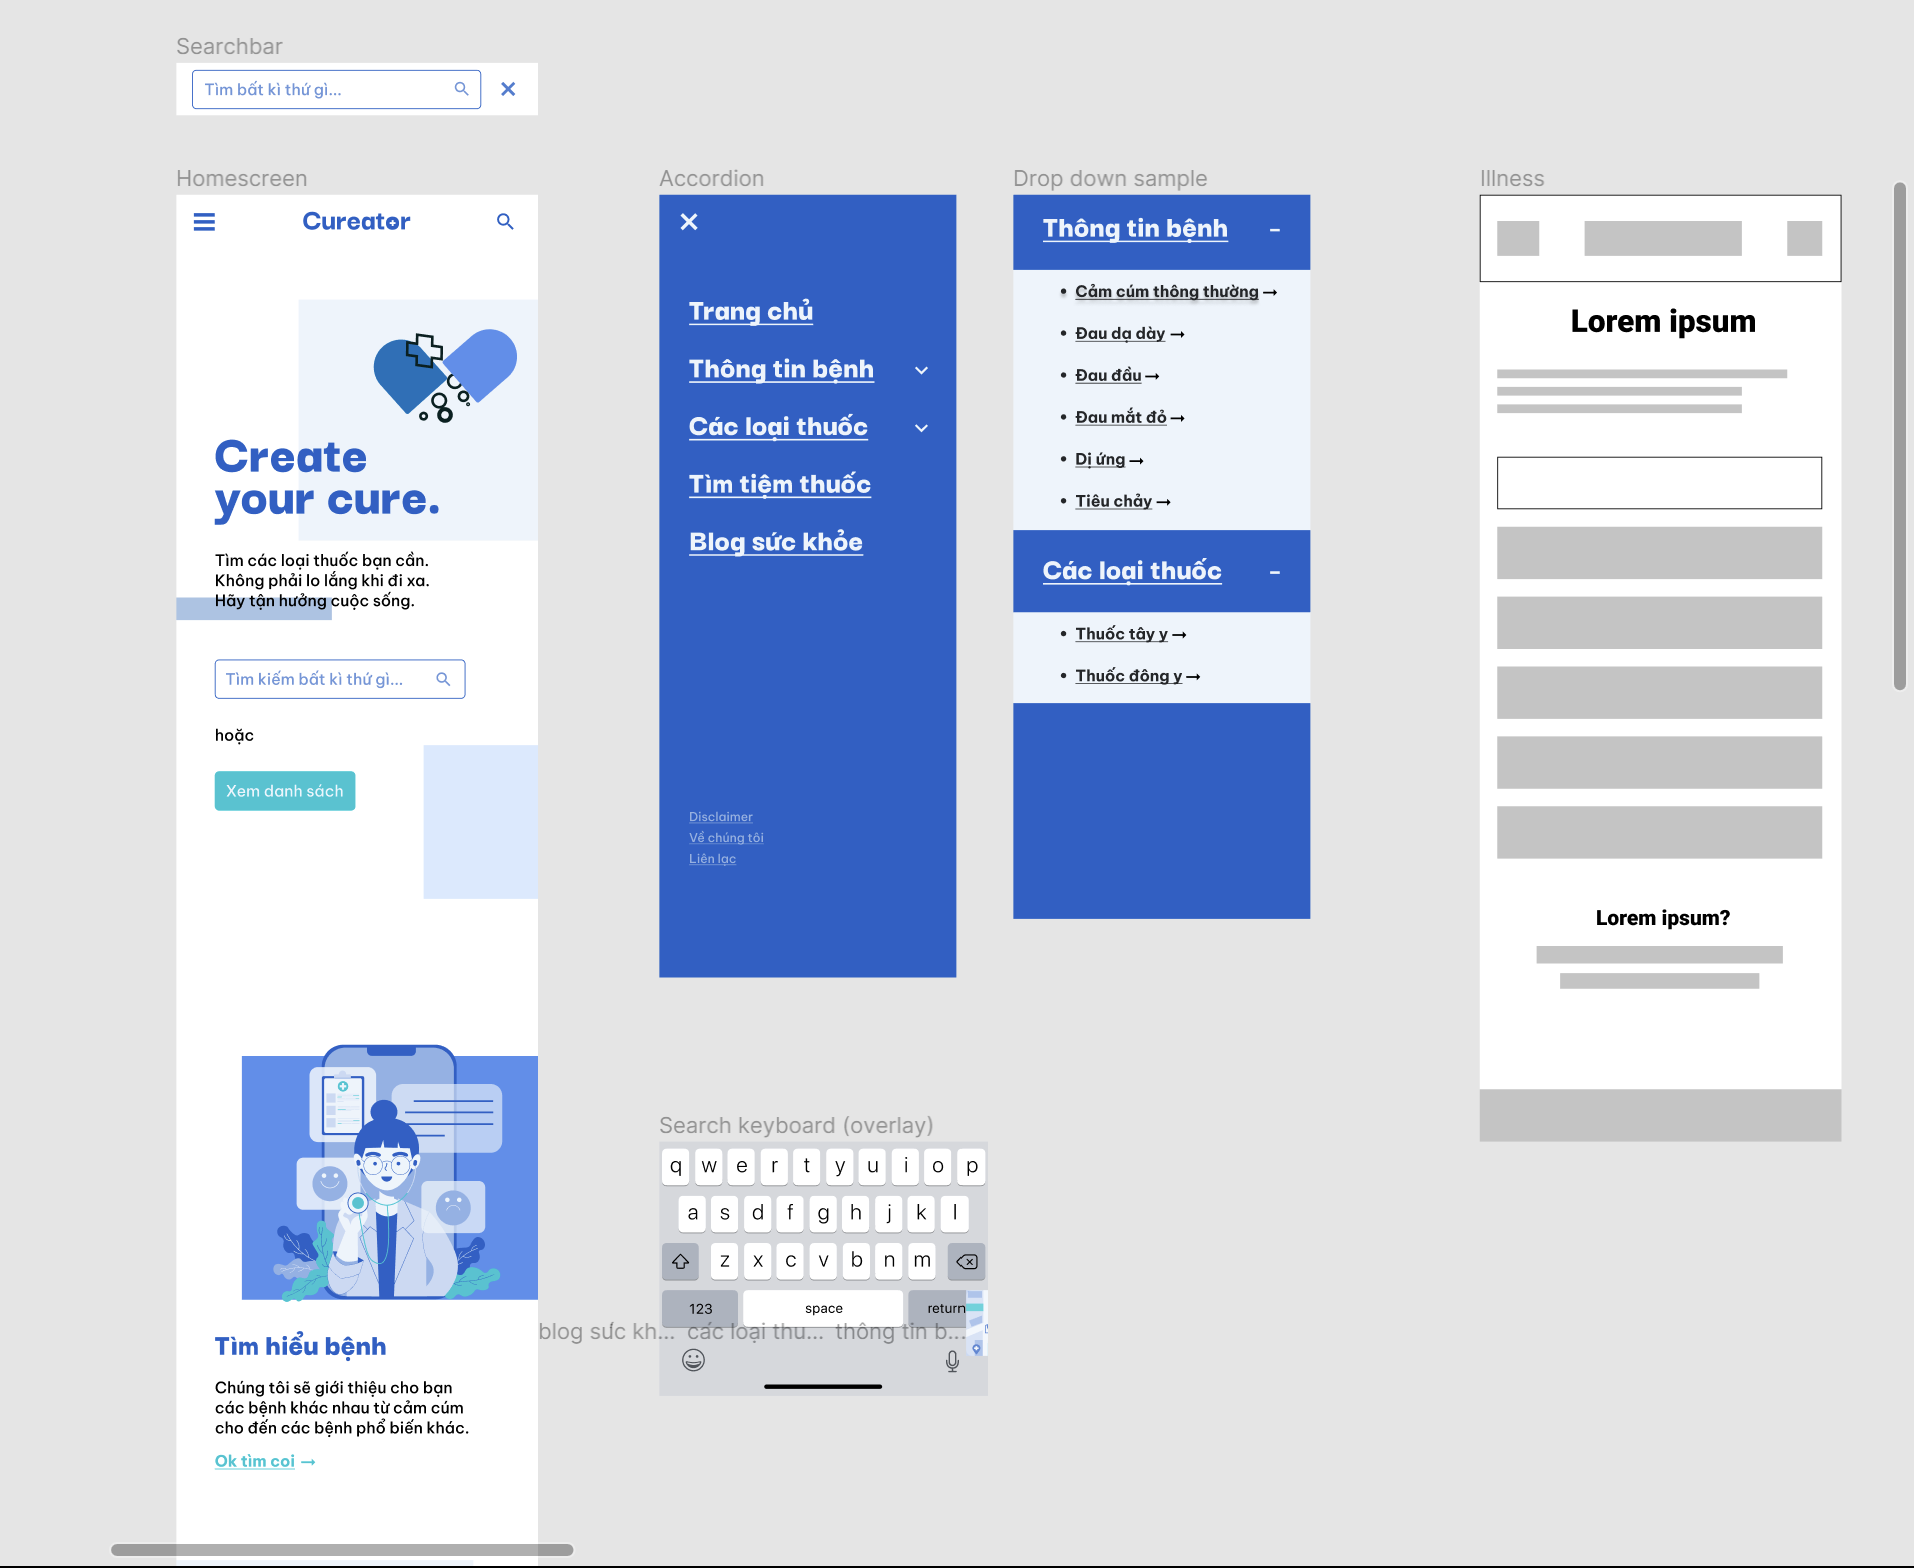 Searchbar
Tìm bất kì thứ gì...
Homescreen
Cureator
Create
your cure.
Tìm các loại thuốc bạn cần.
Không phải lo lắng khi đi xa.
Hãy tận hưởng cuộc sống.
Tìm kiếm bất kì thứ gì...
hoặc
Xem danh sách
Tìm hiểu bệnh
Chúng tôi sẽ giới thiệu cho bạn
các bệnh khác nhau từ cảm cúm
cho đến các bệnh phổ biến khác.
Ok tìm coi →
Accordion
Trang chủ
Thông tin bệnh
Các loại thuốc
Tìm tiệm thuốc
Blog sức khỏe
Disclaimer
Về chúng tôi
Liên lạc
Drop down sample
Thông tin bệnh –
• Cảm cúm thông thường →
• Đau dạ dày →
• Đau đầu →
• Đau mắt đỏ →
• Dị ứng →
• Tiêu chảy →
Các loại thuốc –
• Thuốc tây y →
• Thuốc đông y →
Search keyboard (overlay)
q w e r t y u i o p
a s d f g h j k l
z x c v b n m
123 space return
blog sức kh... các loại thu... thông tin b...
Illness
Lorem ipsum
Lorem ipsum?